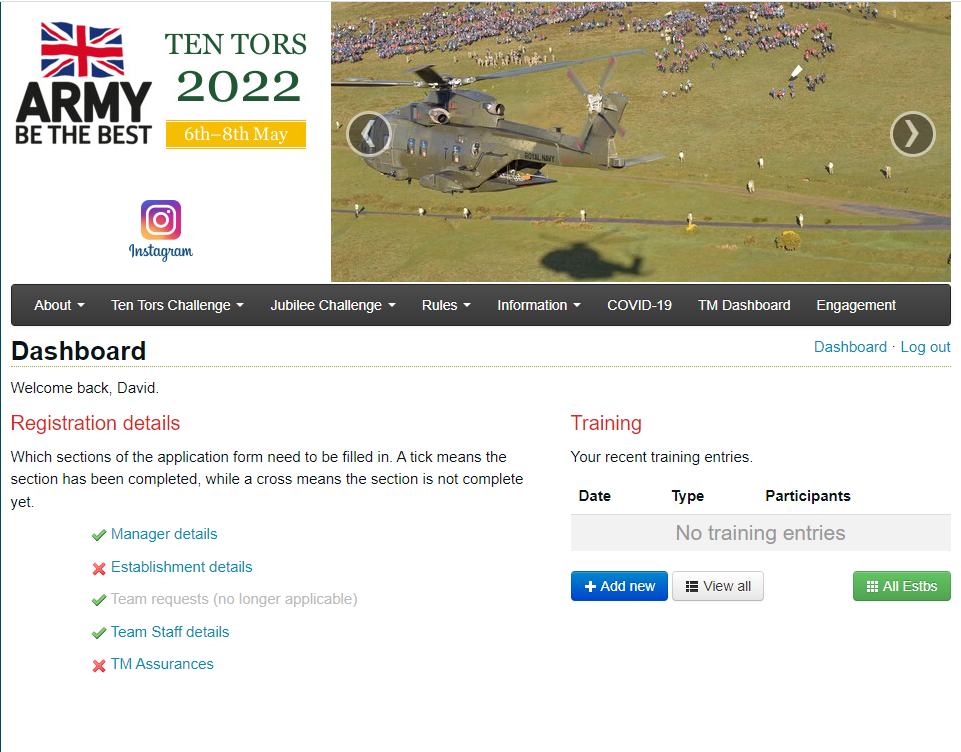 ARMY
BE THE BEST
TEN TORS
2022
6th–8th May
Instagram
ROYAL NAVY
About
Ten Tors Challenge
Jubilee Challenge
Rules
Information
COVID-19
TM Dashboard
Engagement
Dashboard
Dashboard · Log out
Welcome back, David.
Registration details
Which sections of the application form need to be filled in. A tick means the
section has been completed, while a cross means the section is not complete
yet.
Manager details
Establishment details
Team requests (no longer applicable)
Team Staff details
TM Assurances
Training
Your recent training entries.
Date Type Participants
No training entries
Add new
View all
All Estbs